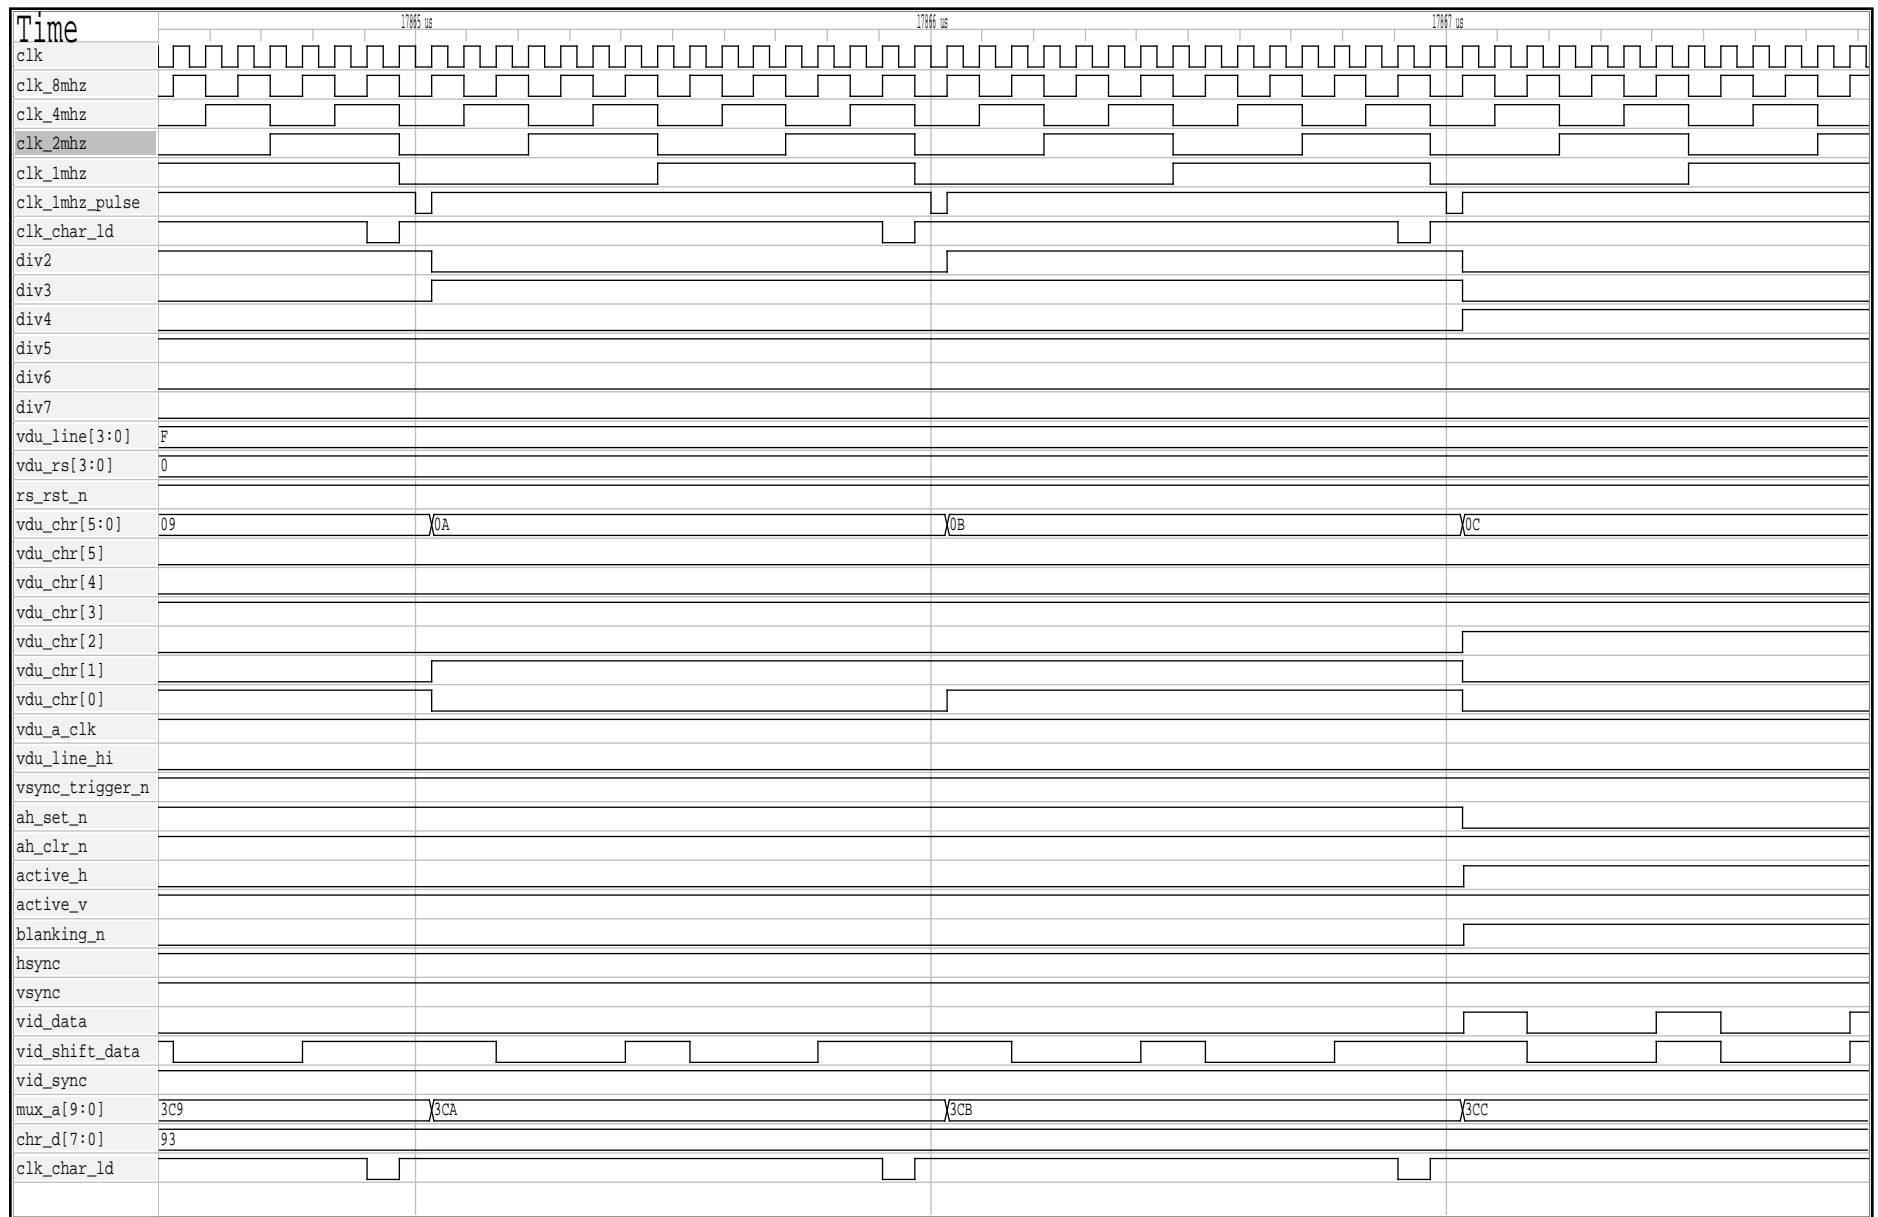 Time 17865 us 17866 us 17867 us
clk
clk_8mhz
clk_4mhz
clk_2mhz
clk_1mhz
clk_1mhz_pulse
clk_char_ld
div2
div3
div4
div5
div6
div7
vdu_line[3:0] F
vdu_rs[3:0] 0
rs_rst_n
vdu_chr[5:0] 09 0A 0B 0C
vdu_chr[5]
vdu_chr[4]
vdu_chr[3]
vdu_chr[2]
vdu_chr[1]
vdu_chr[0]
vdu_a_clk
vdu_line_hi
vsync_trigger_n
ah_set_n
ah_clr_n
active_h
active_v
blanking_n
hsync
vsync
vid_data
vid_shift_data
vid_sync
mux_a[9:0] 3C9 3CA 3CB 3CC
chr_d[7:0] 93
clk_char_ld